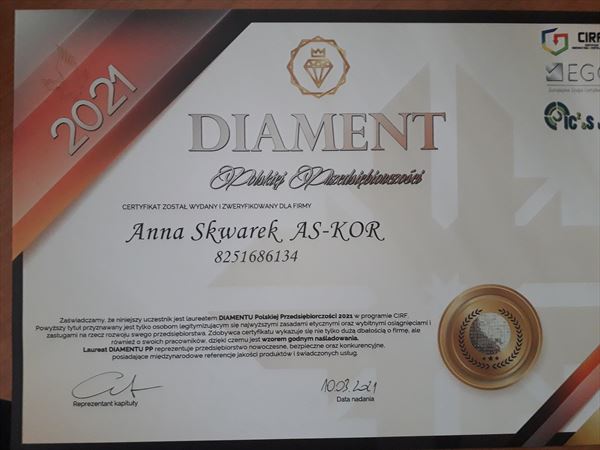 2021
CIRF
DIAMENT
Polskiej Przedsiębiorczości
CERTYFIKAT ZOSTAŁ WYDANY I ZWERYFIKOWANY DLA FIRMY
Anna Skwarek AS-KOR
8251686134
Zaświadczamy, że niniejszy uczestnik jest laureatem DIAMENTU Polskiej Przedsiębiorczości 2021 w programie CIRF.
Powyższy tytuł przyznawany jest tylko osobom legitymizującym się najwyższymi zasadami etycznymi oraz wybitnymi osiągnięciami i
zasługami na rzecz rozwoju swego przedsiębiorstwa. Zdobywca certyfikatu wykazuje się nie tylko dużą dbałością o firmę, ale
również o swoich pracowników, dzięki czemu jest wzorem godnym naśladowania.
Laureat DIAMENTU PP reprezentuje przedsiębiorstwo nowoczesne, bezpieczne oraz konkurencyjne,
posiadające międzynarodowe referencje jakości produktów i świadczonych usług.
10.03.2021
Reprezentant kapituły
Data nadania